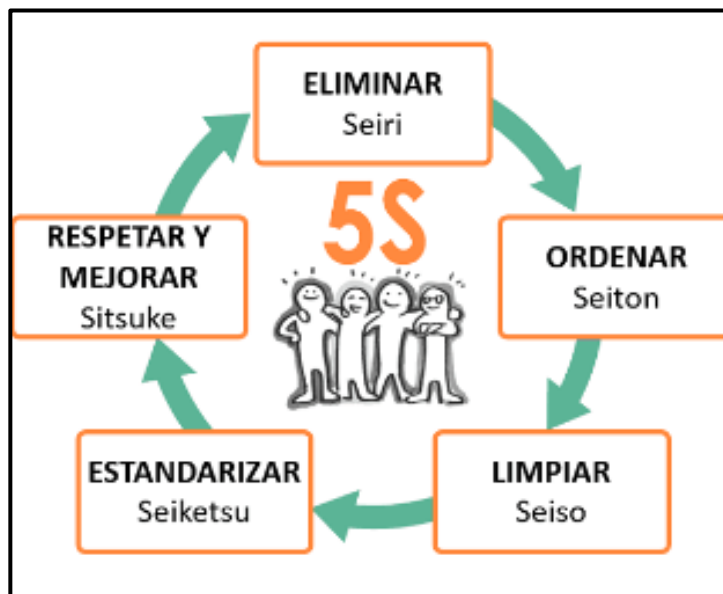 ELIMINAR
Seiri
5S
ORDENAR
Seiton
LIMPIAR
Seiso
ESTANDARIZAR
Seiketsu
RESPETAR Y
MEJORAR
Sitsuke